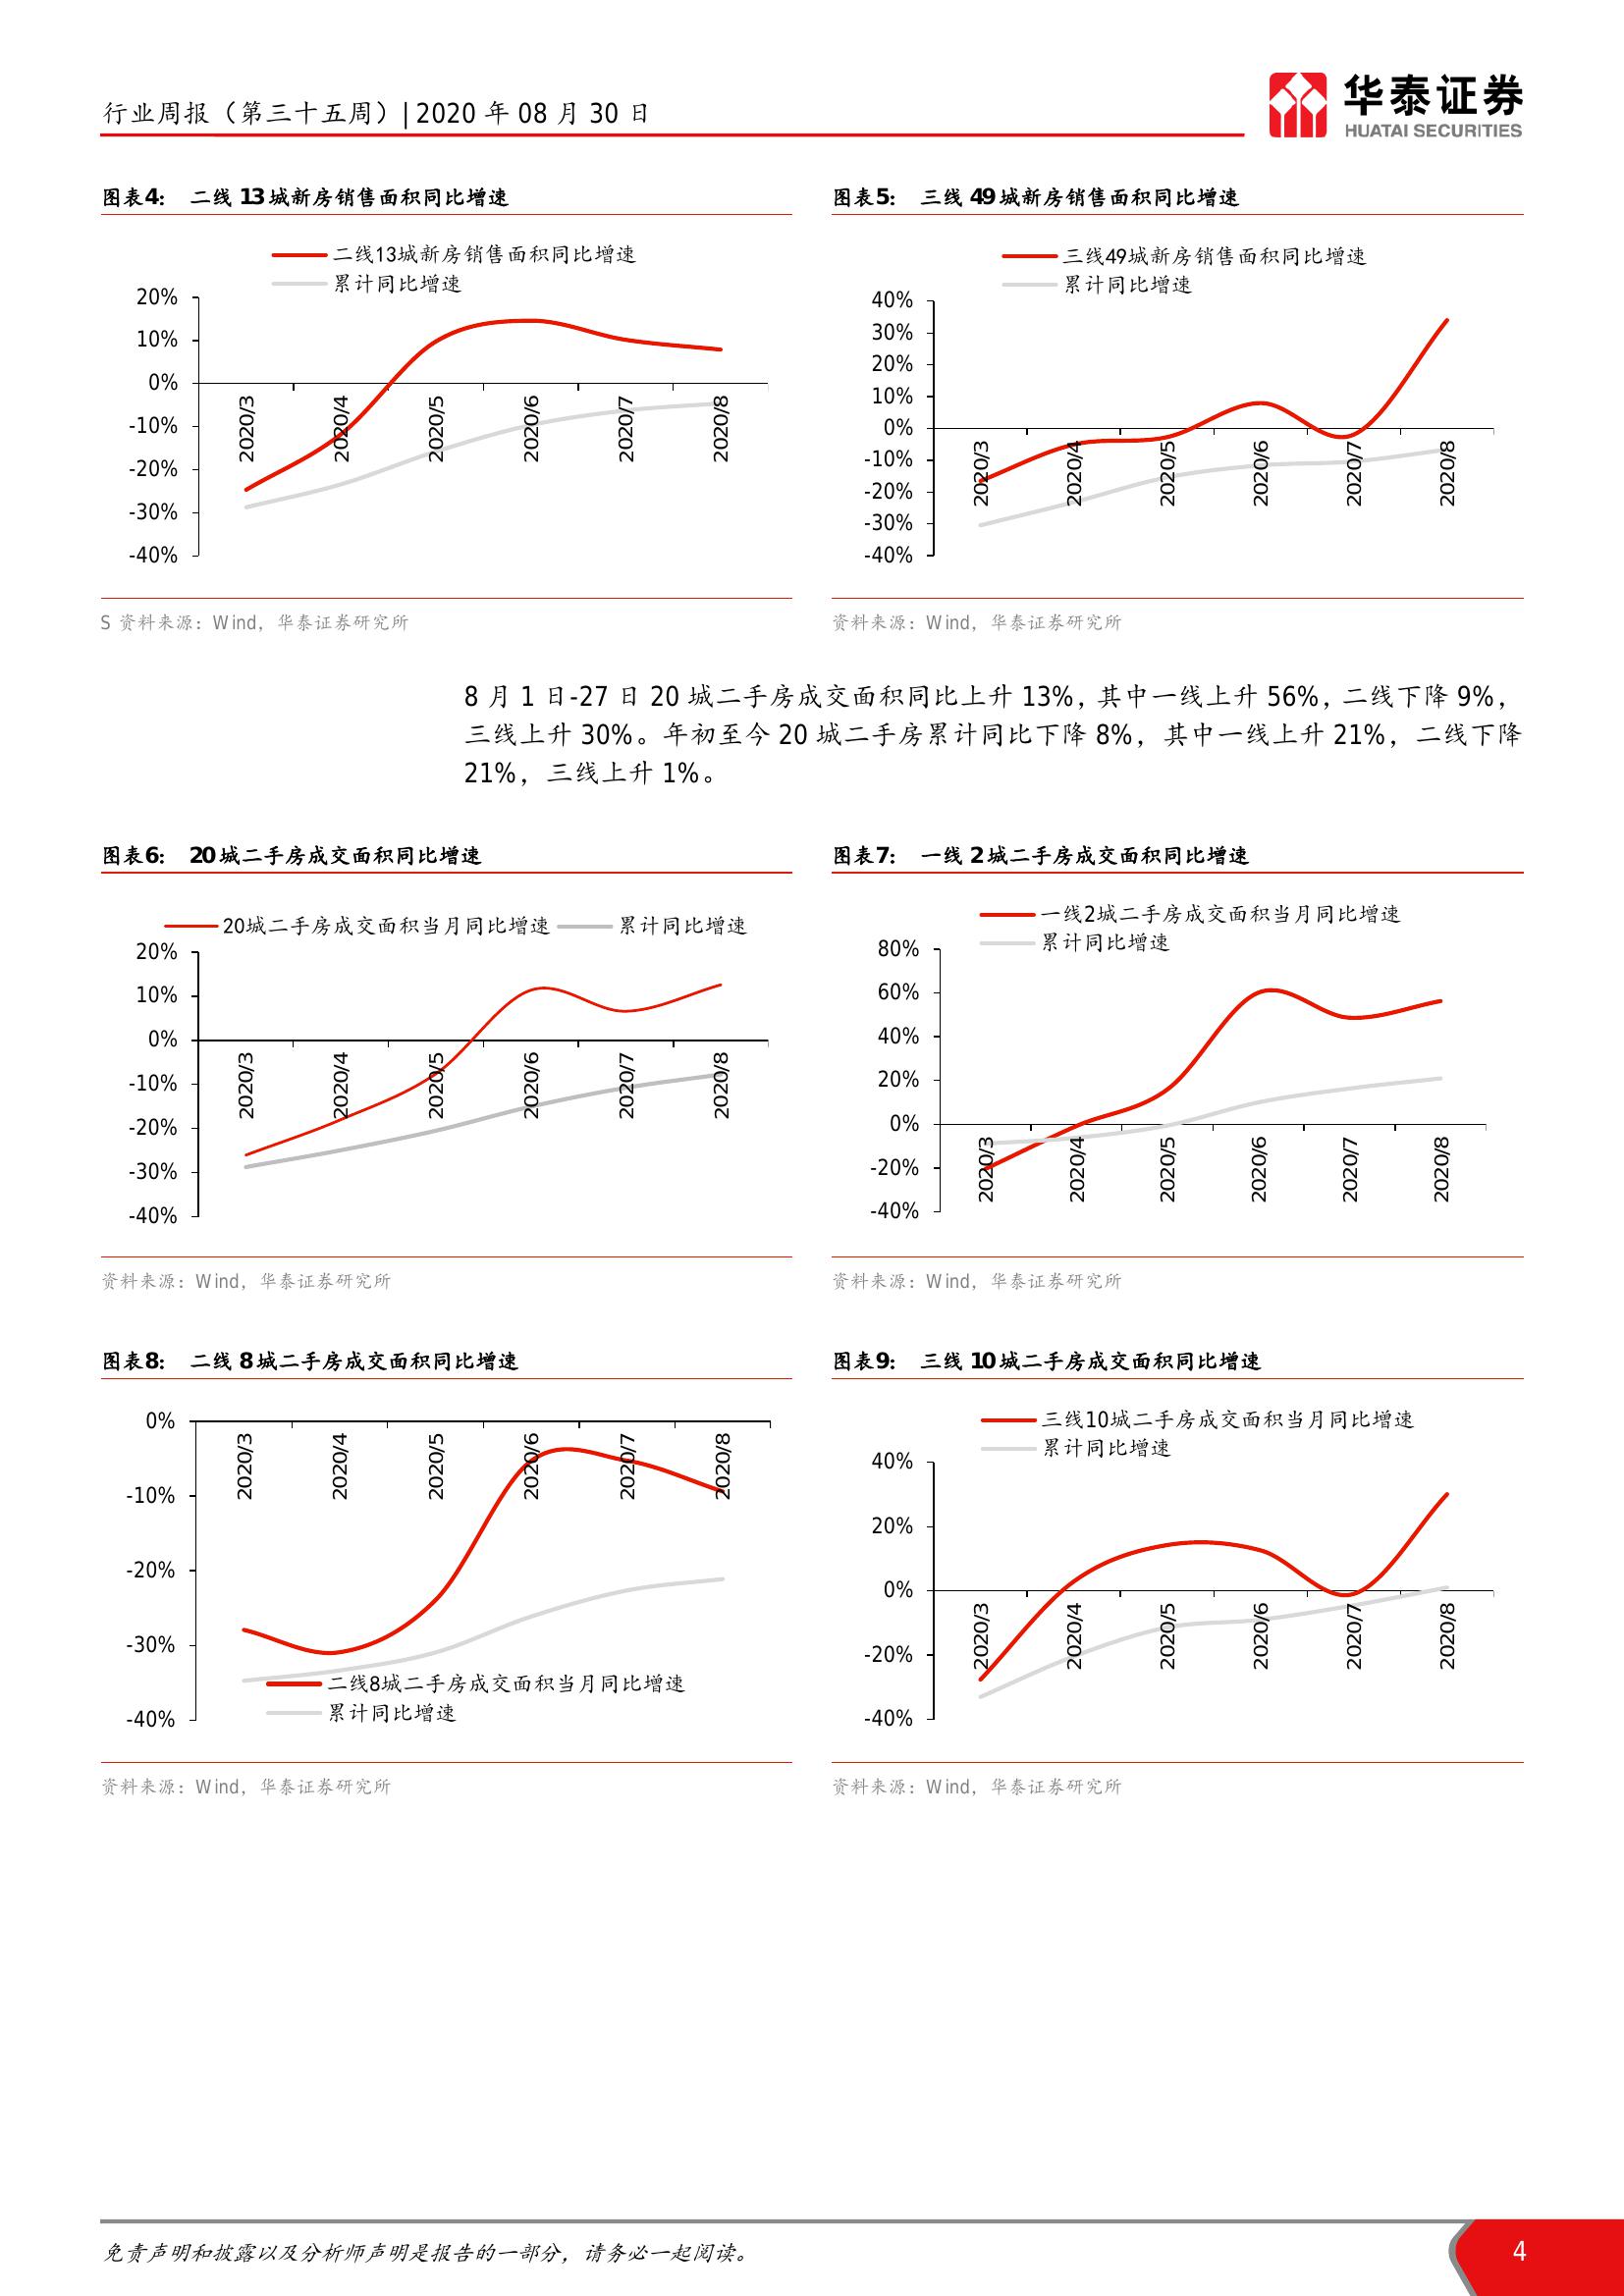 行业周报（第三十五周）| 2020 年 08 月 30 日
华泰证券
HUATAI SECURITIES
图表4： 二线 13 城新房销售面积同比增速
二线13城新房销售面积同比增速
累计同比增速
20%
10%
0%
-10%
-20%
-30%
-40%
2020/3
2020/4
2020/5
2020/6
2020/7
2020/8
S 资料来源：Wind，华泰证券研究所
图表5： 三线 49 城新房销售面积同比增速
三线49城新房销售面积同比增速
累计同比增速
40%
30%
20%
10%
0%
-10%
-20%
-30%
-40%
2020/3
2020/4
2020/5
2020/6
2020/7
2020/8
资料来源：Wind，华泰证券研究所
8 月 1 日-27 日 20 城二手房成交面积同比上升 13%，其中一线上升 56%，二线下降 9%，
三线上升 30%。年初至今 20 城二手房累计同比下降 8%，其中一线上升 21%，二线下降
21%，三线上升 1%。
图表6： 20 城二手房成交面积同比增速
20城二手房成交面积当月同比增速 累计同比增速
20%
10%
0%
-10%
-20%
-30%
-40%
2020/3
2020/4
2020/5
2020/6
2020/7
2020/8
资料来源：Wind，华泰证券研究所
图表7： 一线 2 城二手房成交面积同比增速
一线2城二手房成交面积当月同比增速
累计同比增速
80%
60%
40%
20%
0%
-20%
-40%
2020/3
2020/4
2020/5
2020/6
2020/7
2020/8
资料来源：Wind，华泰证券研究所
图表8： 二线 8 城二手房成交面积同比增速
0%
-10%
-20%
-30%
-40%
2020/3
2020/4
2020/5
2020/6
2020/7
2020/8
二线8城二手房成交面积当月同比增速
累计同比增速
资料来源：Wind，华泰证券研究所
图表9： 三线 10 城二手房成交面积同比增速
三线10城二手房成交面积当月同比增速
累计同比增速
40%
20%
0%
-20%
-40%
2020/3
2020/4
2020/5
2020/6
2020/7
2020/8
资料来源：Wind，华泰证券研究所
免责声明和披露以及分析师声明是报告的一部分，请务必一起阅读。
4